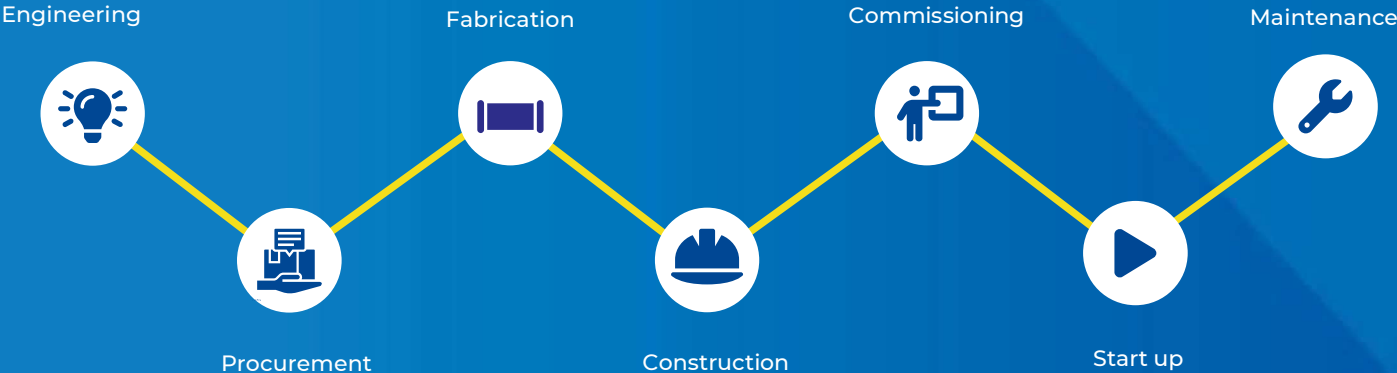 Engineering
Procurement
Fabrication
Construction
Commissioning
Start up
Maintenance